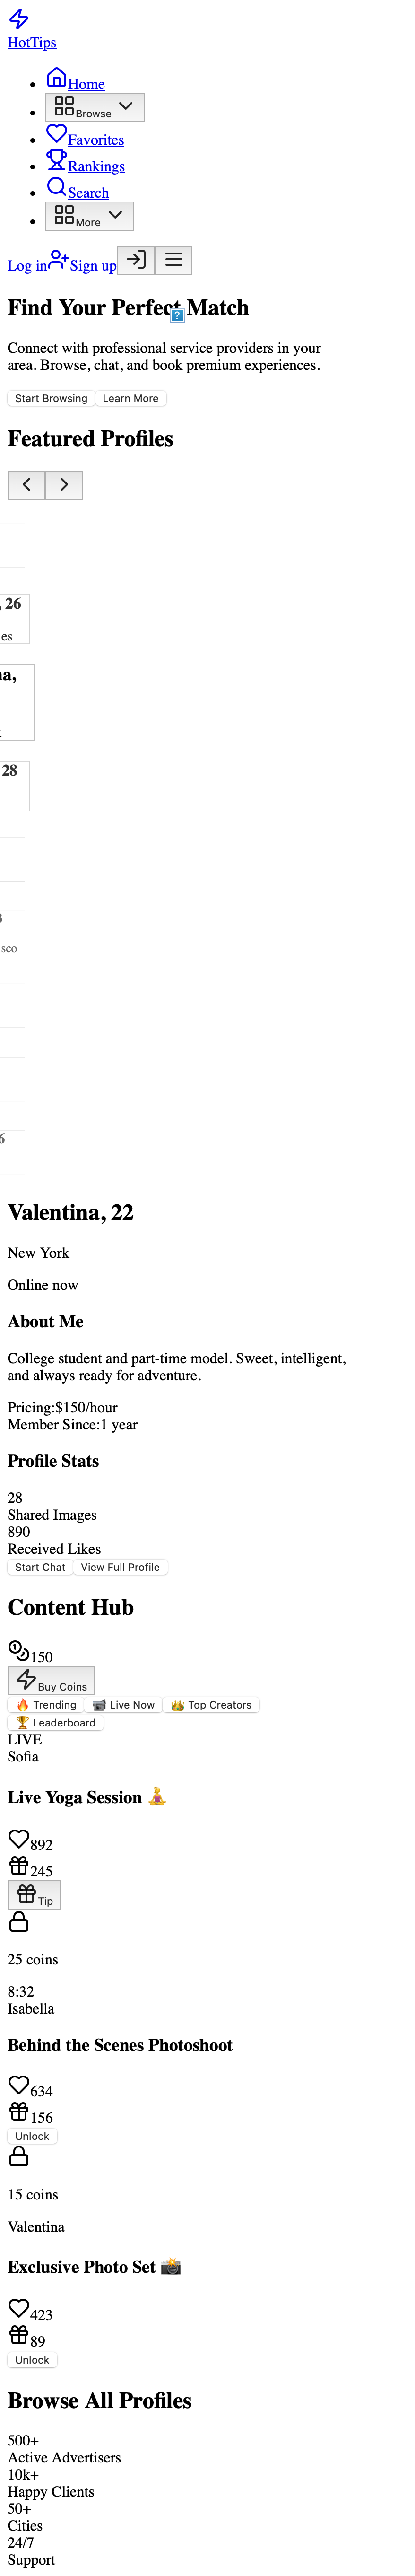 HotTips
Home
Browse
Favorites
Rankings
Search
More
Log in Sign up
Find Your Perfect Match
Connect with professional service providers in your
area. Browse, chat, and book premium experiences.
Start Browsing Learn More
Featured Profiles
, 26
es
na,
28
isco
Valentina, 22
New York
Online now
About Me
College student and part-time model. Sweet, intelligent,
and always ready for adventure.
Pricing:$150/hour
Member Since:1 year
Profile Stats
28
Shared Images
890
Received Likes
Start Chat View Full Profile
Content Hub
150
Buy Coins
🔥 Trending 📹 Live Now 👑 Top Creators
🏆 Leaderboard
LIVE
Sofia
Live Yoga Session 🧘‍♀️
892
245
Tip
25 coins
8:32
Isabella
Behind the Scenes Photoshoot
634
156
Unlock
15 coins
Valentina
Exclusive Photo Set 📸
423
89
Unlock
Browse All Profiles
500+
Active Advertisers
10k+
Happy Clients
50+
Cities
24/7
Support